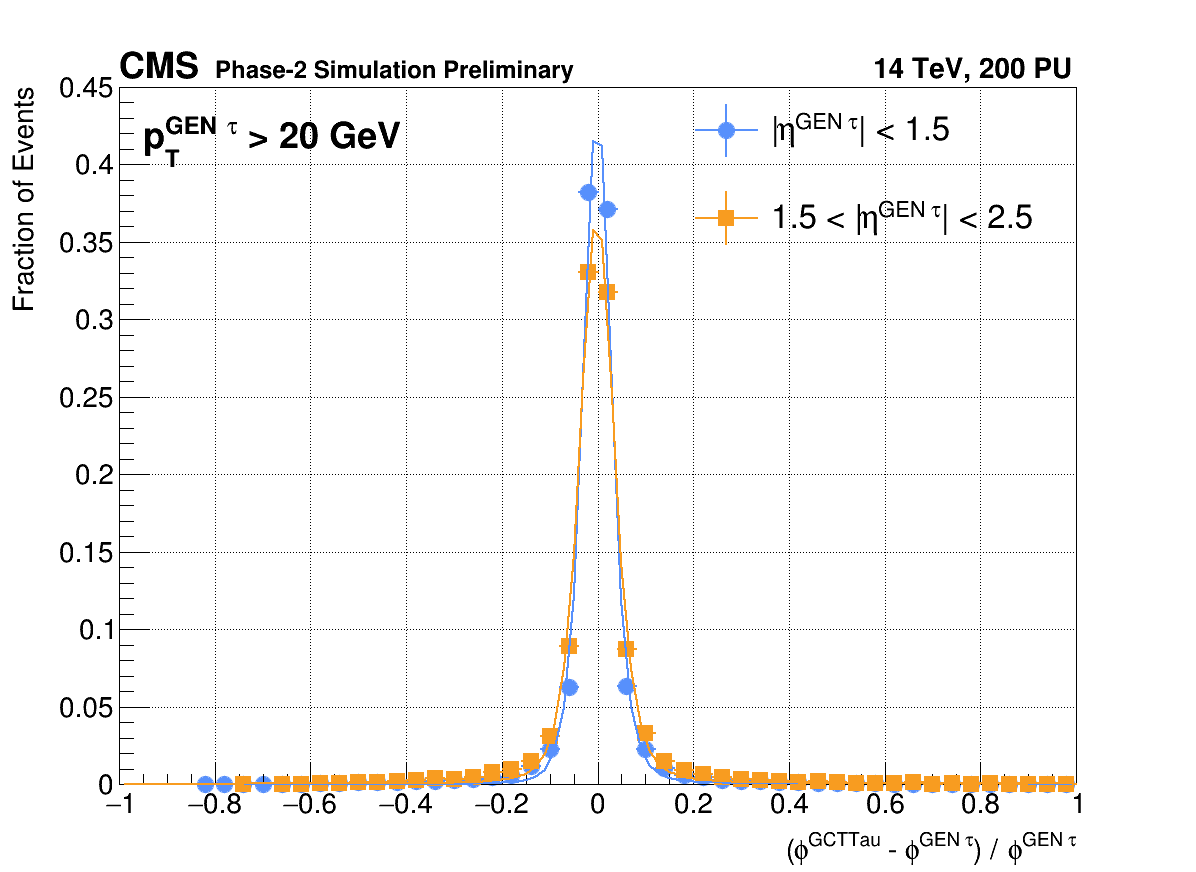 CMS Phase-2 Simulation Preliminary 14 TeV, 200 PU
Fraction of Events
p_T^GEN τ > 20 GeV
|η^GEN τ| < 1.5
1.5 < |η^GEN τ| < 2.5
0.45
0.4
0.35
0.3
0.25
0.2
0.15
0.1
0.05
0
−1 −0.8 −0.6 −0.4 −0.2 0 0.2 0.4 0.6 0.8 1
(ϕ^GCTTau - ϕ^GEN τ) / ϕ^GEN τ